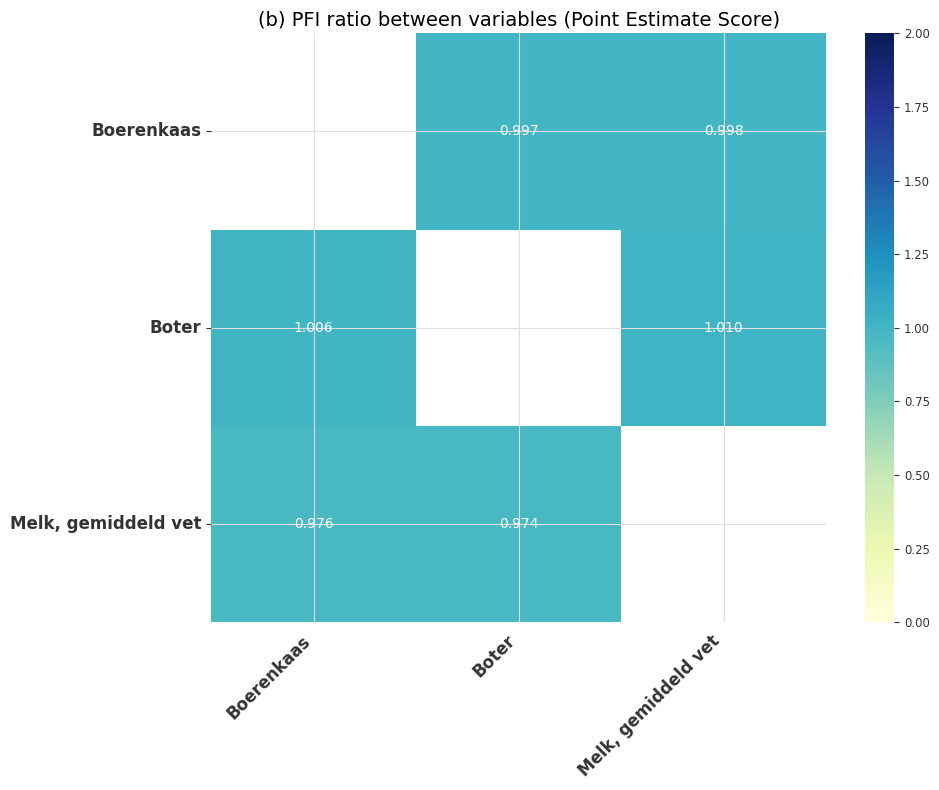 (b) PFI ratio between variables (Point Estimate Score)
Boerenkaas
0.997
0.998
Boter
1.006
1.010
Melk, gemiddeld vet
0.976
0.974
Boerenkaas
Boter
Melk, gemiddeld vet
2.00
1.75
1.50
1.25
1.00
0.75
0.50
0.25
0.00